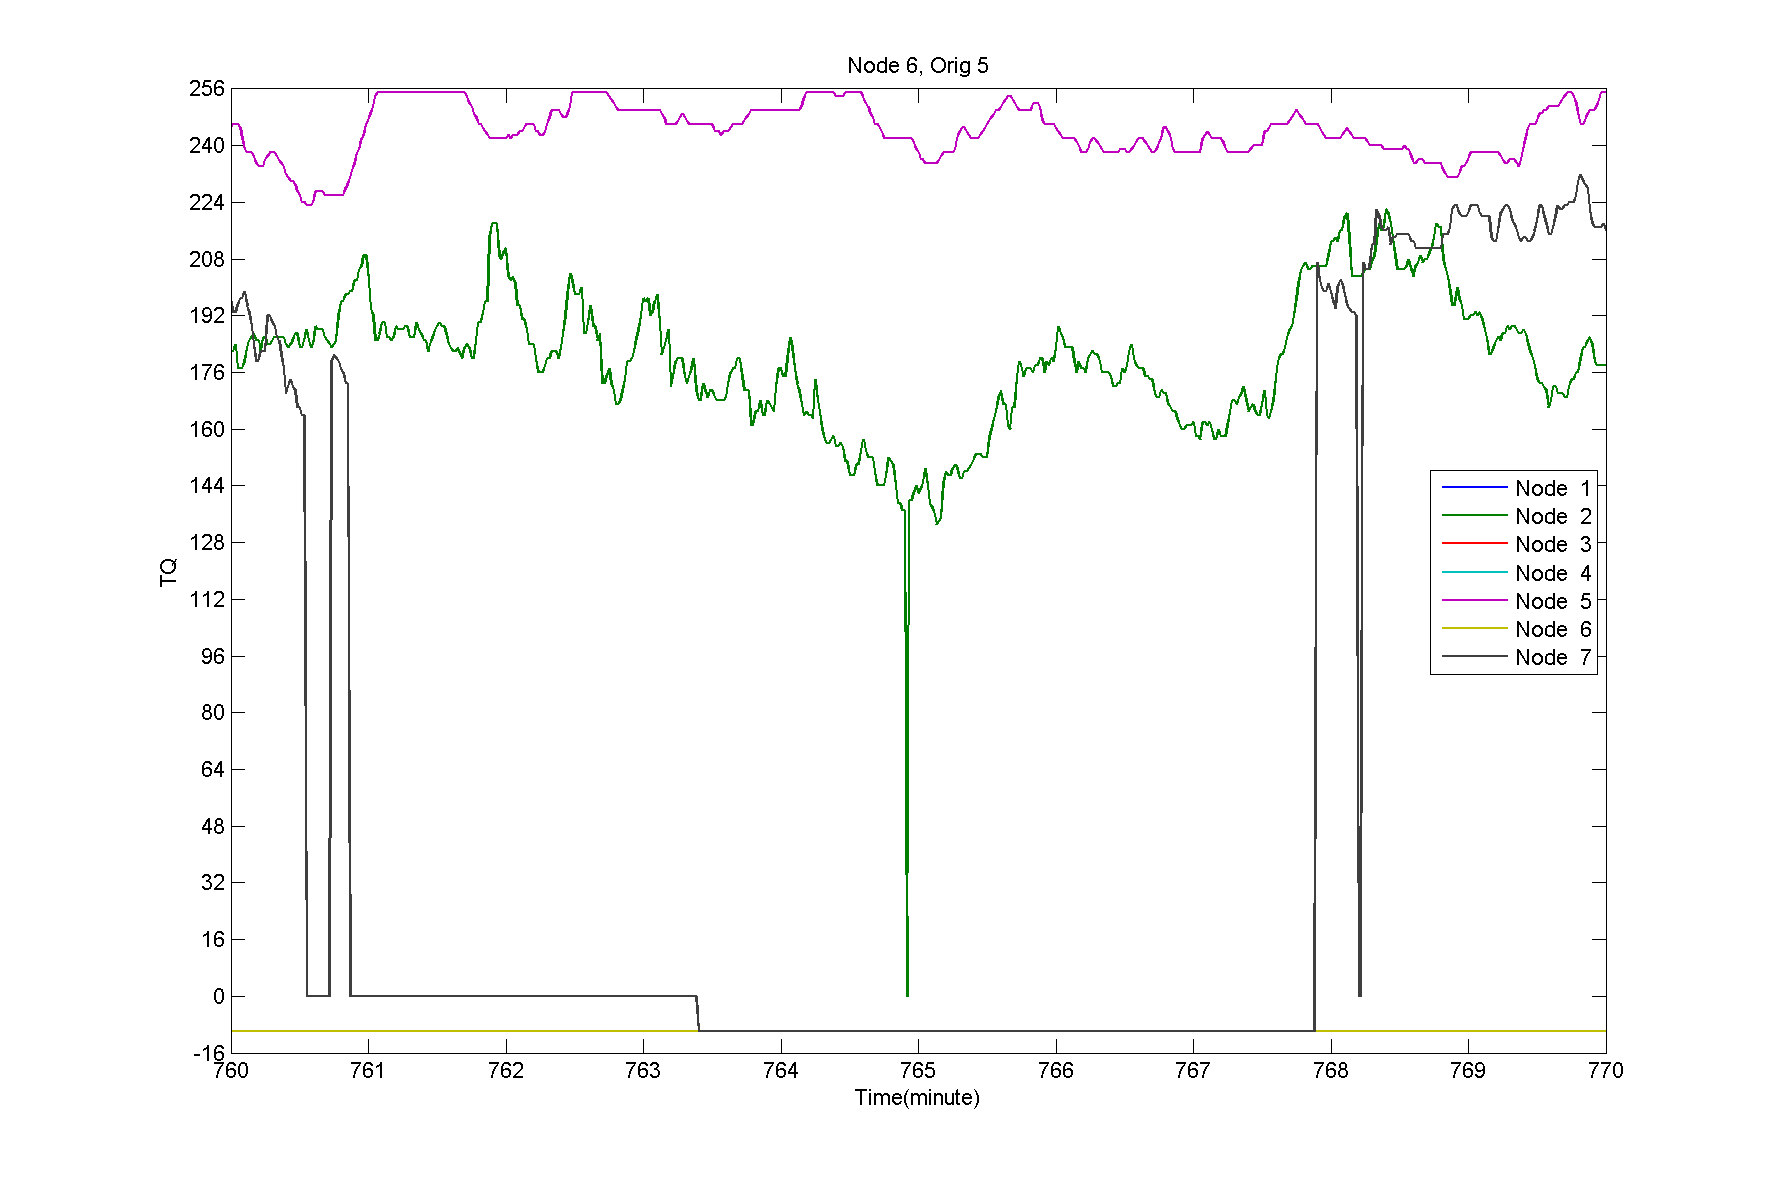 Node 6, Orig 5
256
240
224
208
192
176
160
144
128
112
96
80
64
48
32
16
0
-16
TQ
Node 1
Node 2
Node 3
Node 4
Node 5
Node 6
Node 7
760 761 762 763 764 765 766 767 768 769 770
Time(minute)